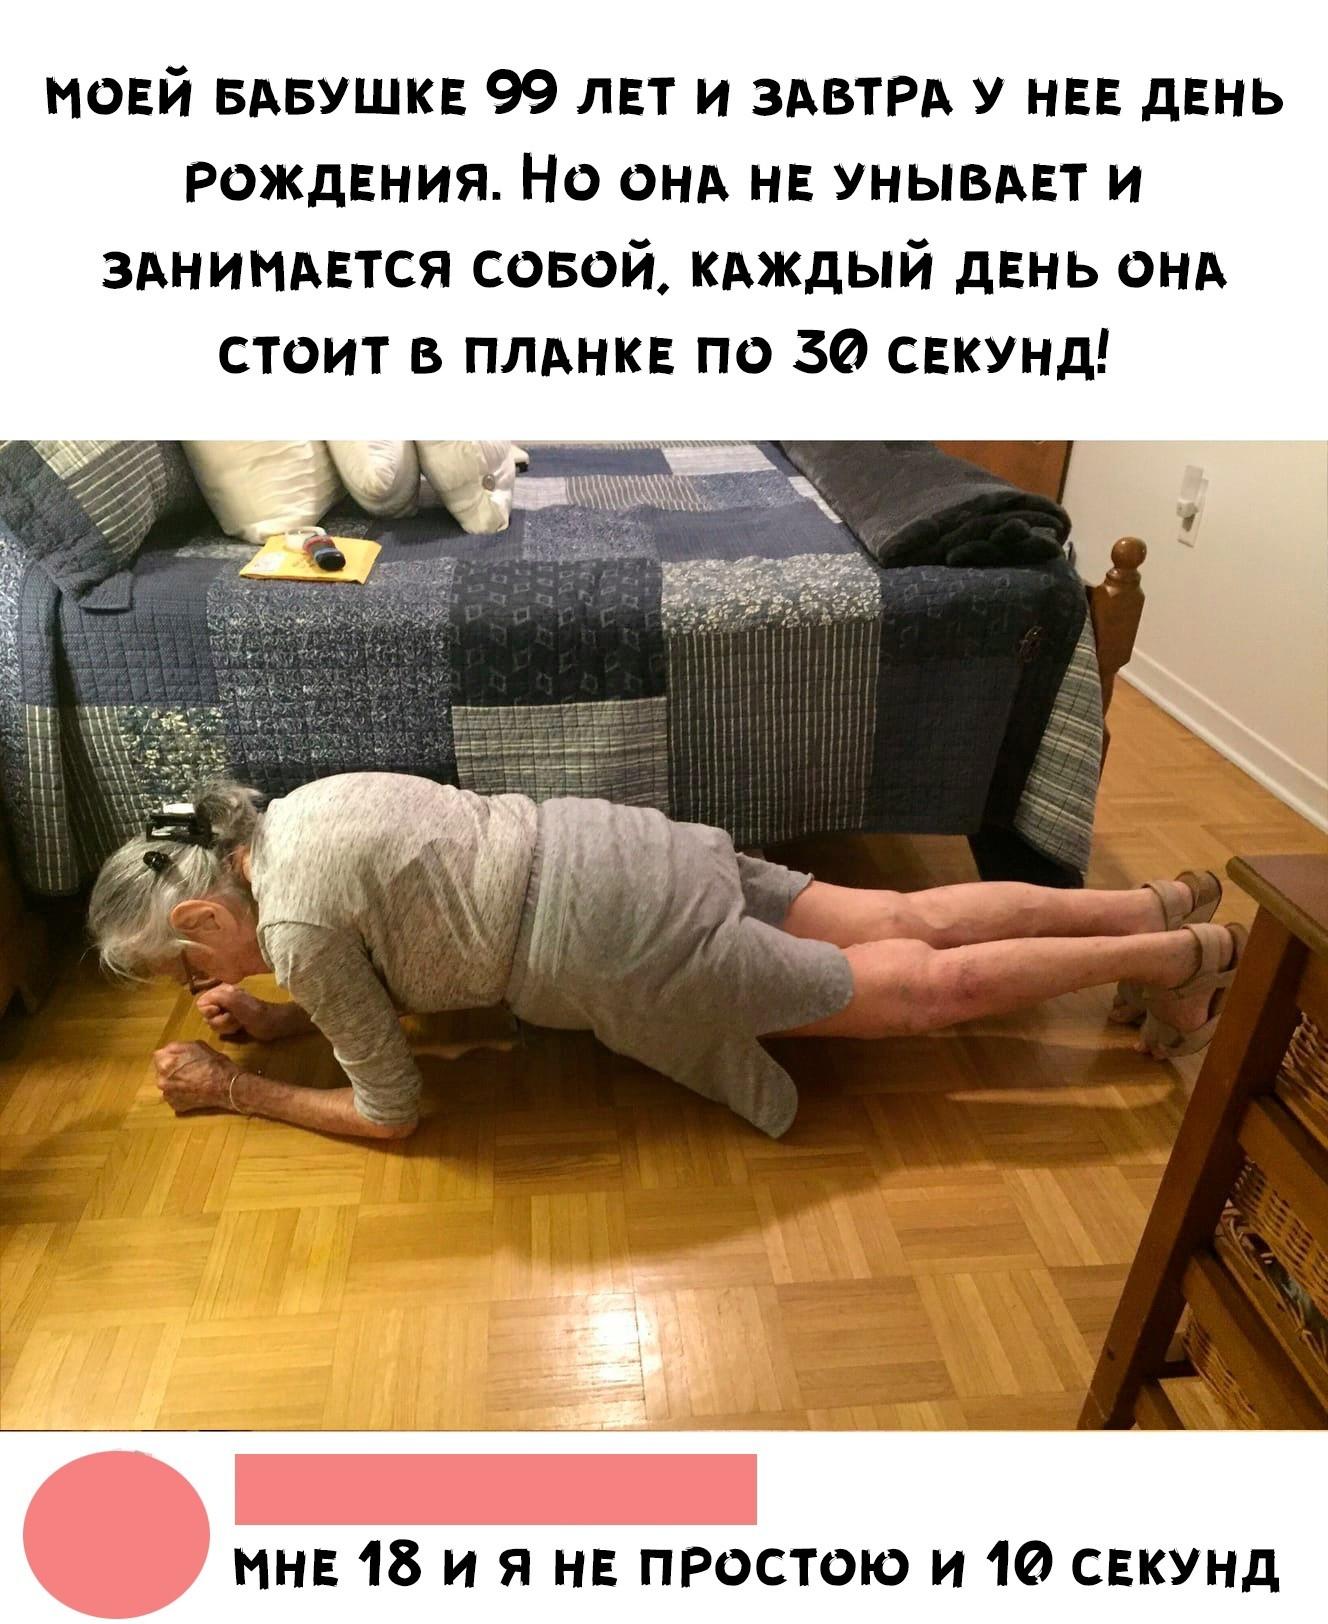 моей бабушке 99 лет и завтра у нее день
рождения. Но она не унывает и
занимается собой, каждый день она
стоит в планке по 30 секунд!
мне 18 и я не простою и 10 секунд